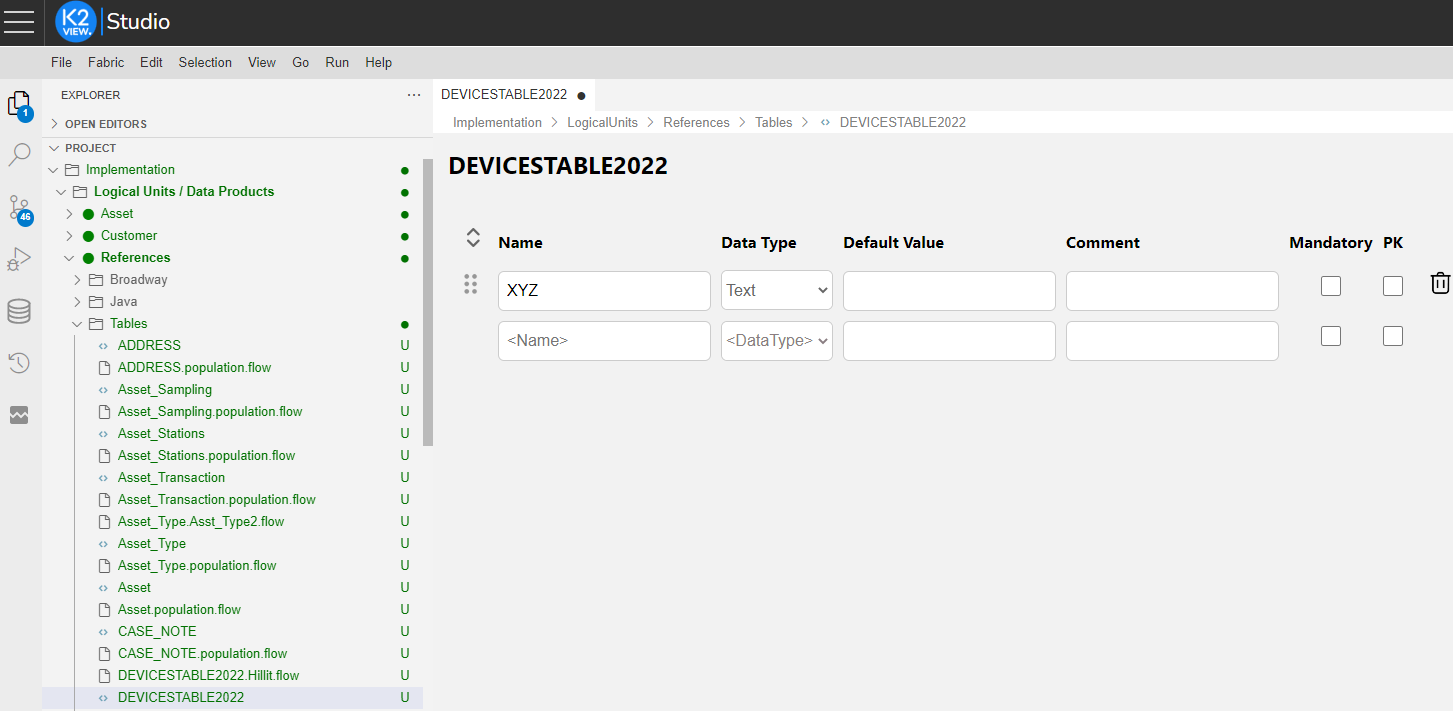 K2 VIEW. Studio
File Fabric Edit Selection View Go Run Help
EXPLORER ...
OPEN EDITORS
PROJECT
Implementation
Logical Units / Data Products
Asset
Customer
References
Broadway
Java
Tables
ADDRESS U
ADDRESS.population.flow U
Asset_Sampling U
Asset_Sampling.population.flow U
Asset_Stations U
Asset_Stations.population.flow U
Asset_Transaction U
Asset_Transaction.population.flow U
Asset_Type.Asst_Type2.flow U
Asset_Type U
Asset_Type.population.flow U
Asset U
Asset.population.flow U
CASE_NOTE U
CASE_NOTE.population.flow U
DEVICESTABLE2022.Hillit.flow U
DEVICESTABLE2022 U
1
46
DEVICESTABLE2022 ●
Implementation > LogicalUnits > References > Tables > DEVICESTABLE2022
DEVICESTABLE2022
Name Data Type Default Value Comment Mandatory PK
XYZ Text
<Name> <DataType>